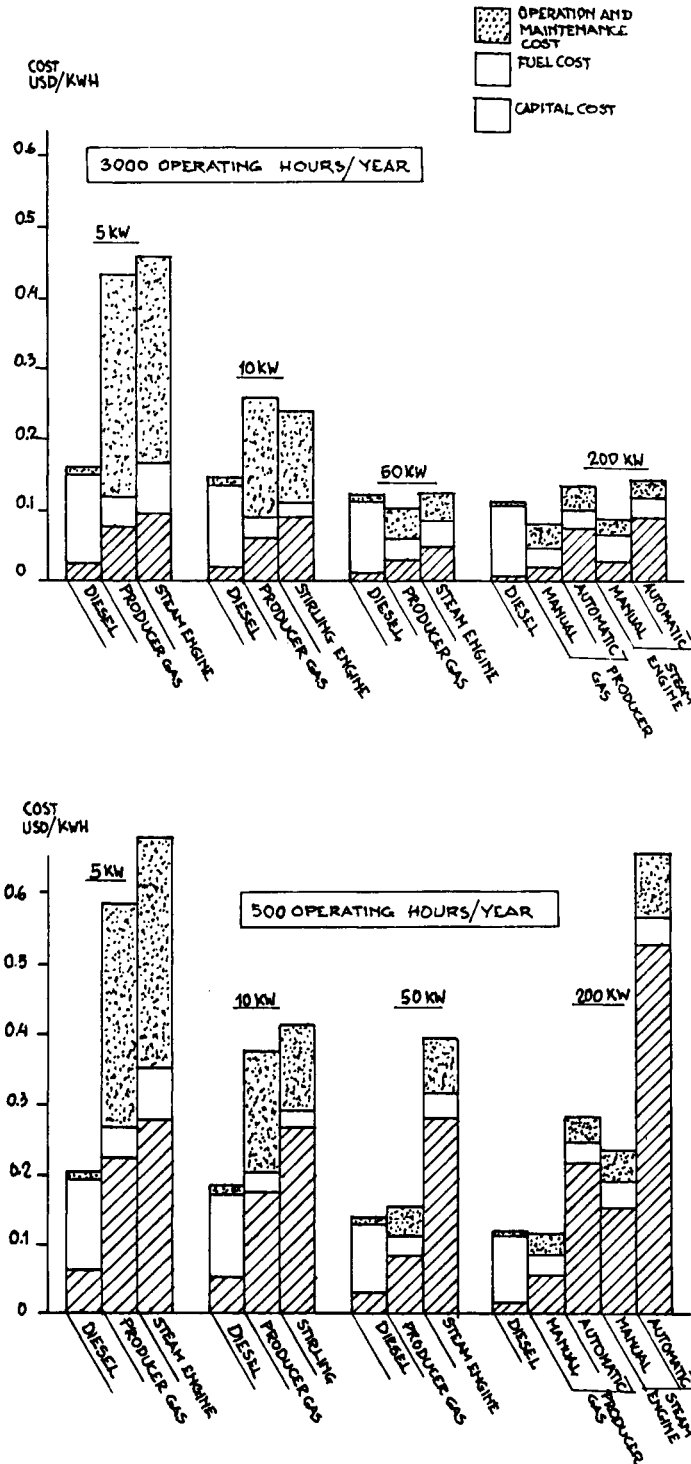 OPERATION AND
MAINTENANCE
COST
FUEL COST
CAPITAL COST
COST
USD/KWH
3000 OPERATING HOURS/YEAR
0.6
0.5
0.4
0.3
0.2
0.1
0
5 KW
10 KW
50 KW
200 KW
DIESEL
PRODUCER GAS
STEAM ENGINE
DIESEL
PRODUCER GAS
STIRLING ENGINE
DIESEL
PRODUCER GAS
STEAM ENGINE
DIESEL
MANUAL
AUTOMATIC
PRODUCER
GAS
MANUAL
AUTOMATIC
STEAM
ENGINE
COST
USD/KWH
500 OPERATING HOURS/YEAR
0.6
0.5
0.4
0.3
0.2
0.1
0
5 KW
10 KW
50 KW
200 KW
DIESEL
PRODUCER GAS
STEAM ENGINE
DIESEL
PRODUCER GAS
STIRLING
DIESEL
PRODUCER GAS
STEAM ENGINE
DIESEL
MANUAL
AUTOMATIC
PRODUCER
GAS
MANUAL
AUTOMATIC
STEAM
ENGINE